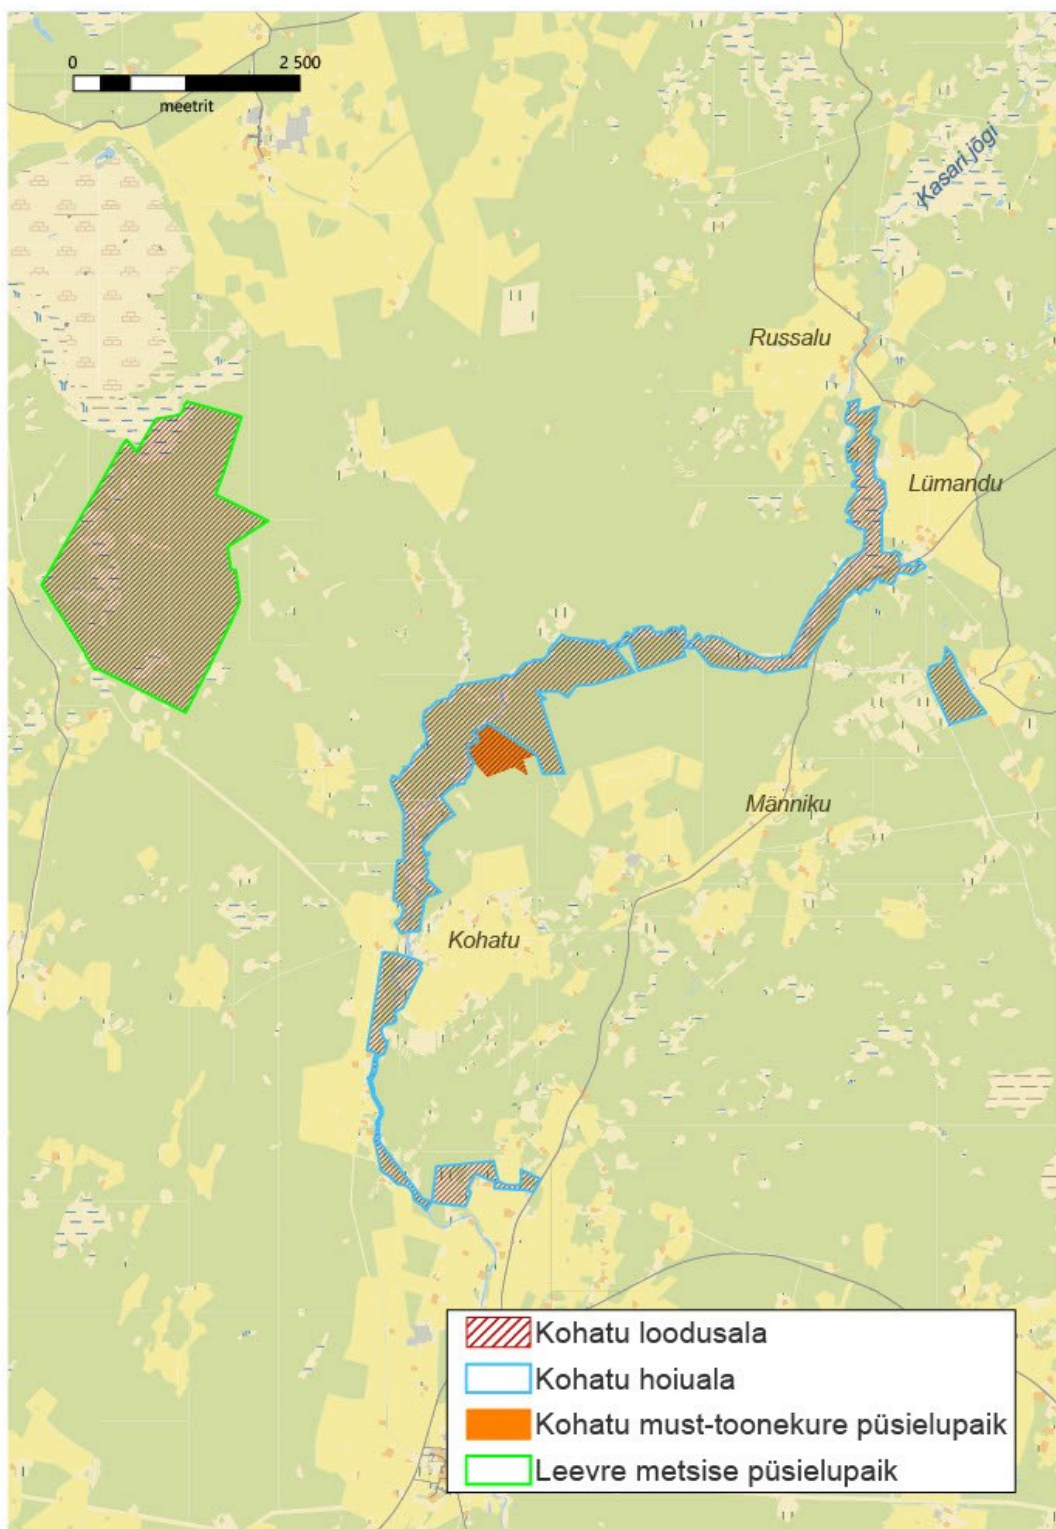 0 2 500
meetrit
Kasari jõgi
Russalu
Lümandu
Männiku
Kohatu
Kohatu loodusala
Kohatu hoiuala
Kohatu must-toonekure püsielupaik
Leevre metsise püsielupaik